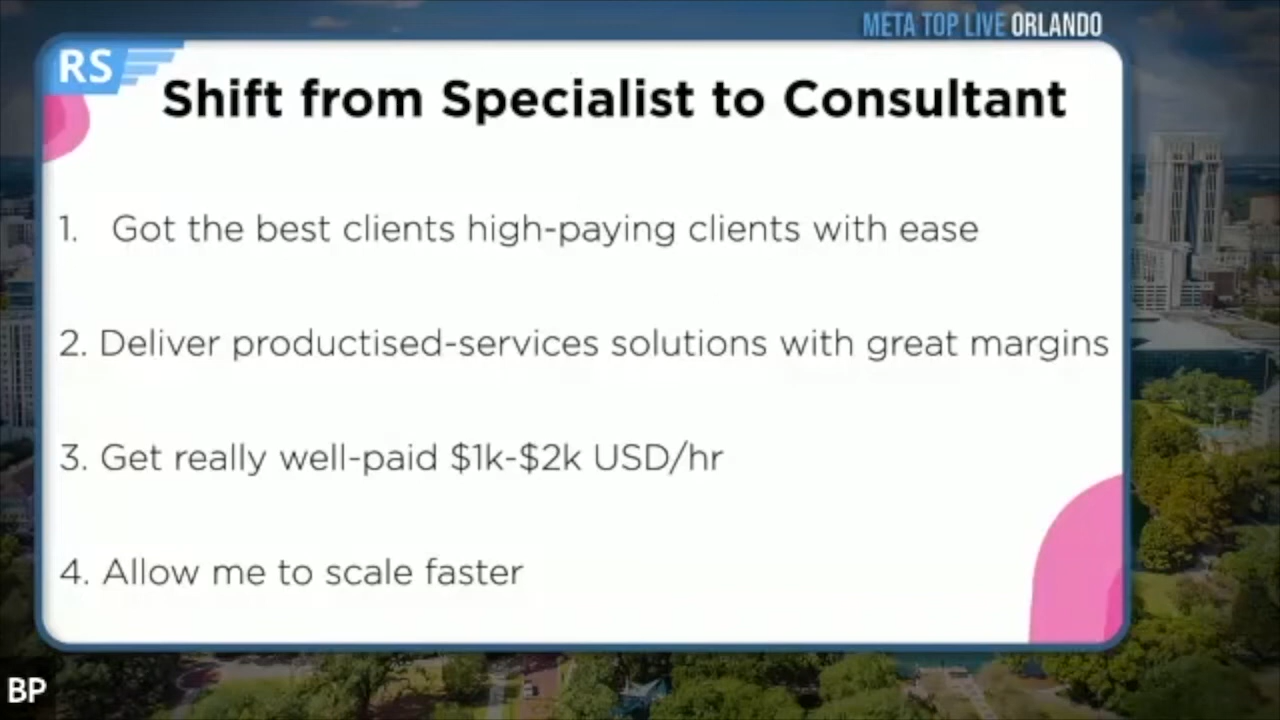 META TOP LIVE ORLANDO
RS
Shift from Specialist to Consultant
1. Got the best clients high-paying clients with ease
2. Deliver productised-services solutions with great margins
3. Get really well-paid $1k-$2k USD/hr
4. Allow me to scale faster
BP